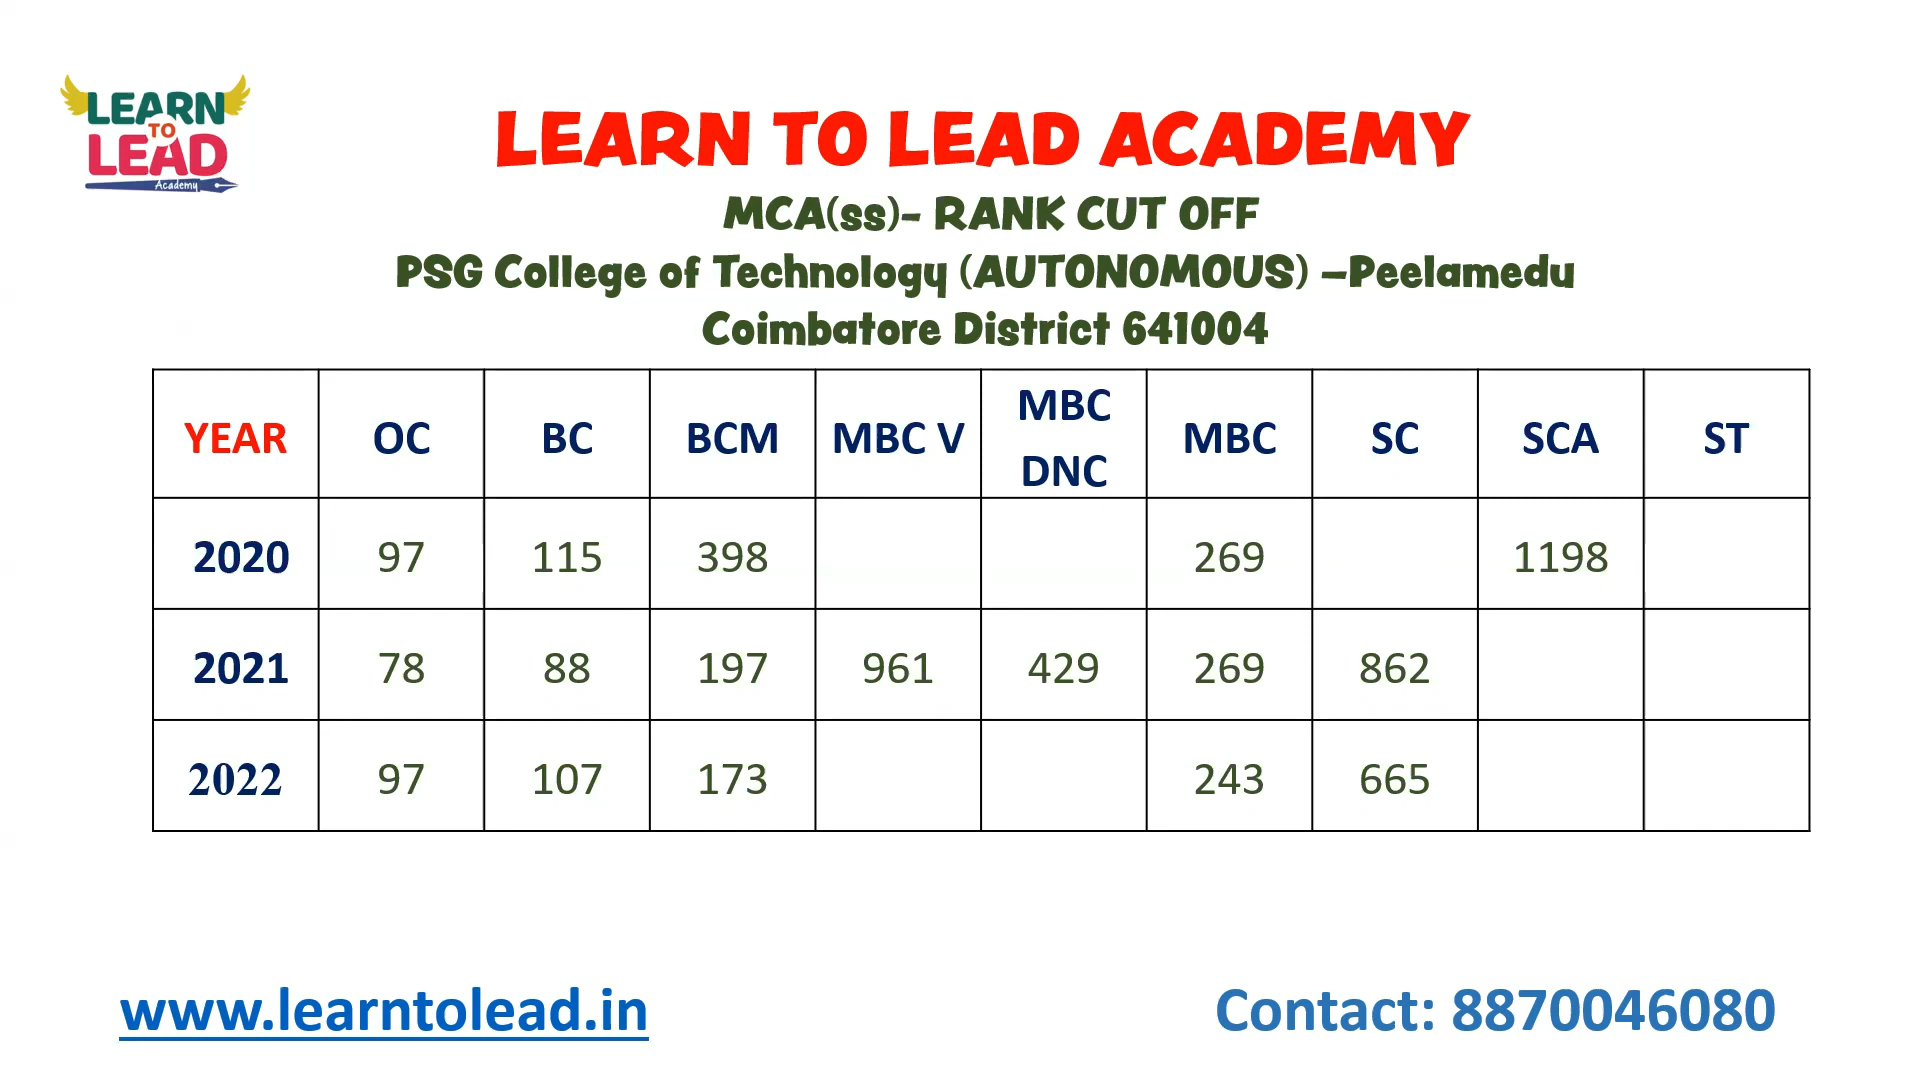 LEARN
TO
LEAD
Academy
LEARN TO LEAD ACADEMY
MCA(ss)- RANK CUT OFF
PSG College of Technology (AUTONOMOUS) –Peelamedu
Coimbatore District 641004
YEAR OC BC BCM MBC V MBC DNC MBC SC SCA ST
2020 97 115 398 269 1198
2021 78 88 197 961 429 269 862
2022 97 107 173 243 665
www.learntolead.in Contact: 8870046080